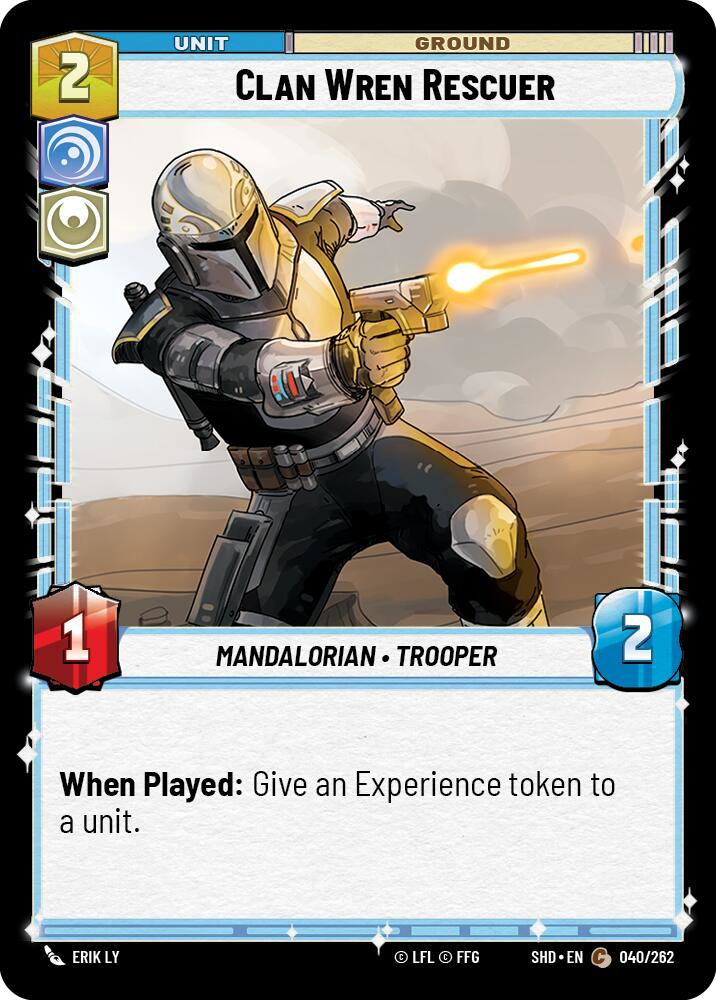 UNIT
GROUND
2
CLAN WREN RESCUER
1
MANDALORIAN • TROOPER
2
When Played: Give an Experience token to
a unit.
ERIK LY
© LFL © FFG
SHD • EN C 040/262